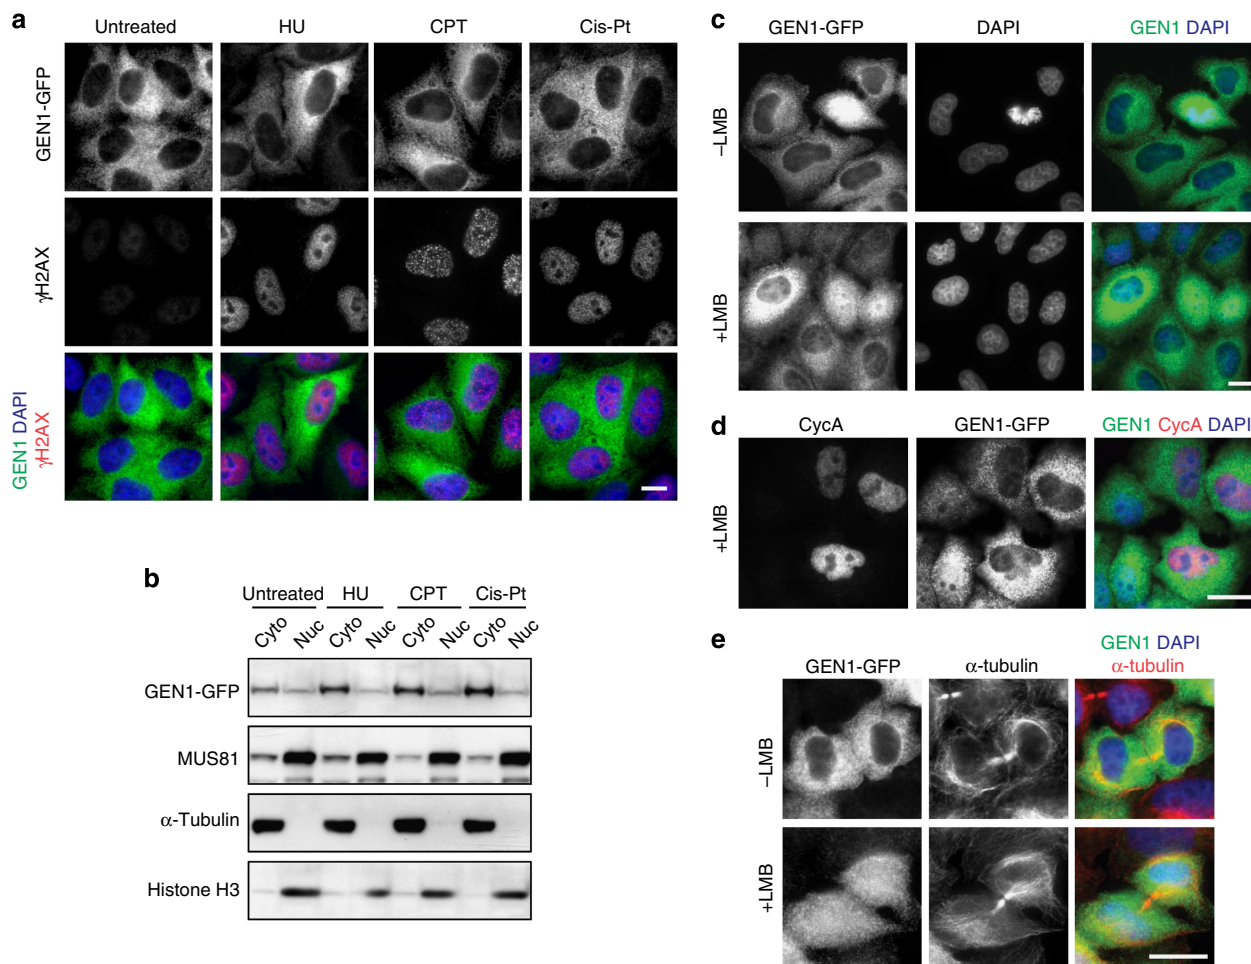 a
Untreated HU CPT Cis-Pt
GEN1-GFP
γH2AX
GEN1 DAPI
γH2AX
b
Untreated HU CPT Cis-Pt
Cyto Nuc Cyto Nuc Cyto Nuc Cyto Nuc
GEN1-GFP
MUS81
α-Tubulin
Histone H3
c
GEN1-GFP DAPI GEN1 DAPI
–LMB
+LMB
d
CycA GEN1-GFP GEN1 CycA DAPI
+LMB
e
GEN1-GFP α-tubulin GEN1 DAPI
α-tubulin
–LMB
+LMB